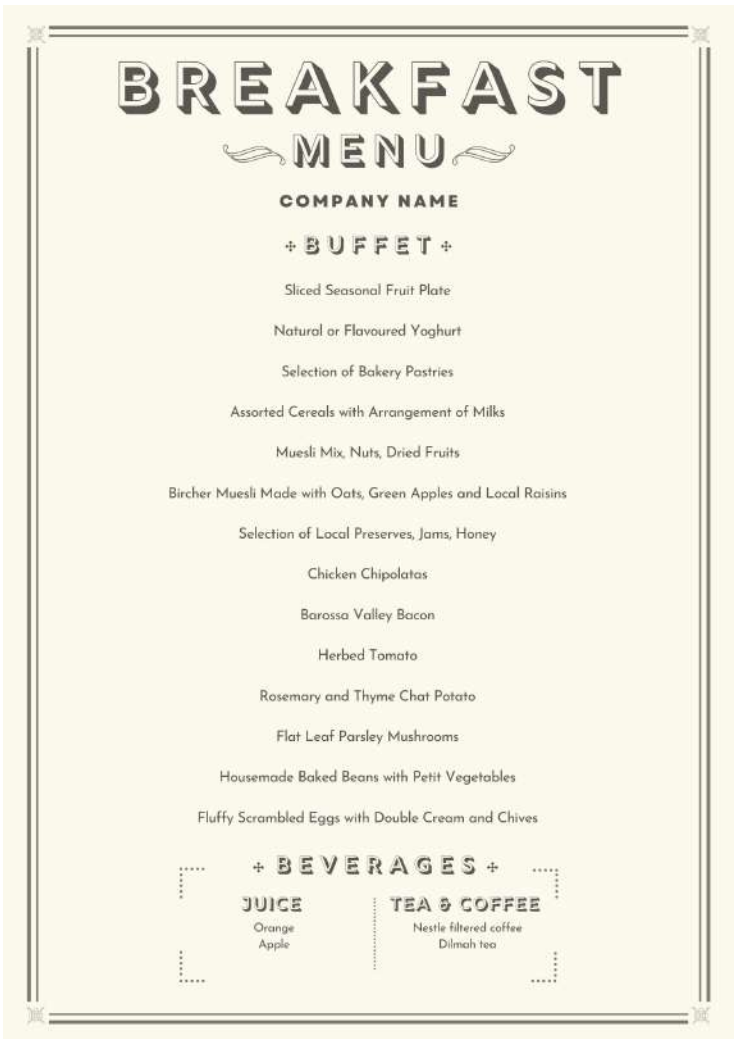 BREAKFAST
MENU
COMPANY NAME
BUFFET
Sliced Seasonal Fruit Plate
Natural or Flavoured Yoghurt
Selection of Bakery Pastries
Assorted Cereals with Arrangement of Milks
Muesli Mix, Nuts, Dried Fruits
Bircher Muesli Made with Oats, Green Apples and Local Raisins
Selection of Local Preserves, Jams, Honey
Chicken Chipolatas
Barossa Valley Bacon
Herbed Tomato
Rosemary and Thyme Chat Potato
Flat Leaf Parsley Mushrooms
Housemade Baked Beans with Petit Vegetables
Fluffy Scrambled Eggs with Double Cream and Chives
BEVERAGES
JUICE
Orange
Apple
TEA & COFFEE
Nestle filtered coffee
Dilmah tea